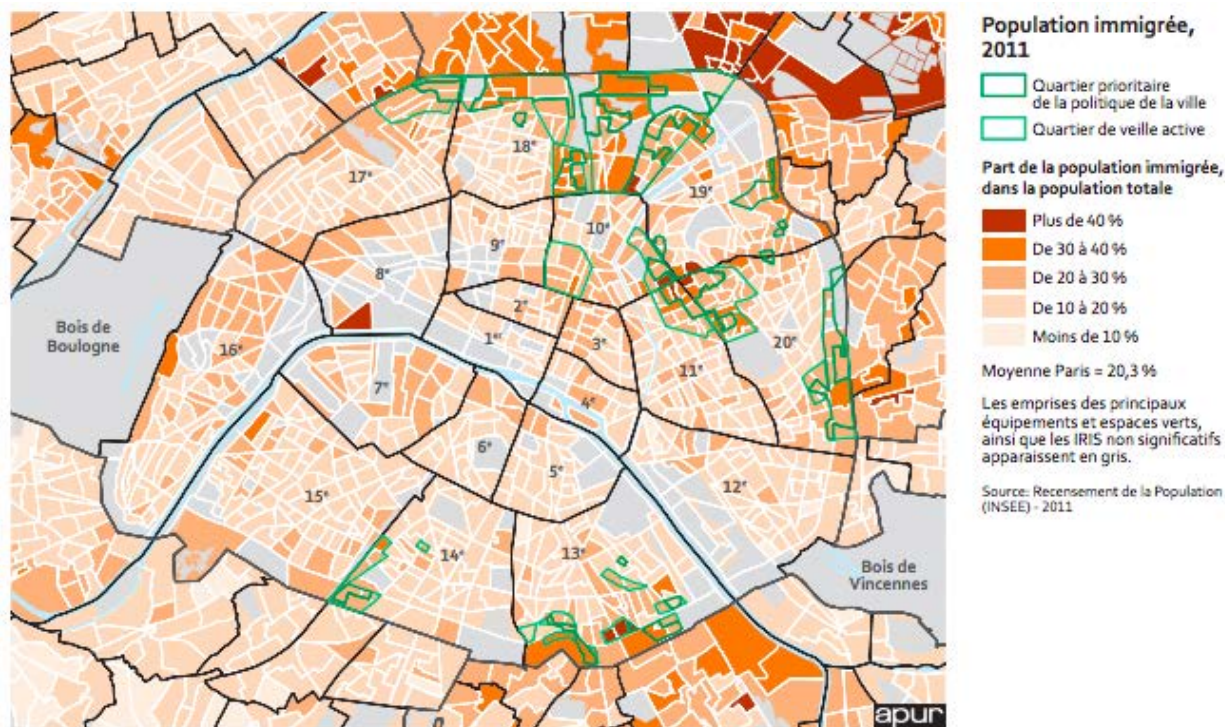 Population immigrée,
2011
Quartier prioritaire
de la politique de la ville
Quartier de veille active
Part de la population immigrée,
dans la population totale
Plus de 40 %
De 30 à 40 %
De 20 à 30 %
De 10 à 20 %
Moins de 10 %
Moyenne Paris = 20,3 %
Les emprises des principaux
équipements et espaces verts,
ainsi que les IRIS non significatifs
apparaissent en gris.
Source: Recensement de la Population
(INSEE) - 2011
18e
17e
19e
10e
9e
8e
2e
Bois de
Boulogne
1er
3e
16e
20e
11e
7e
4e
6e
5e
12e
15e
14e
13e
Bois de
Vincennes
apur